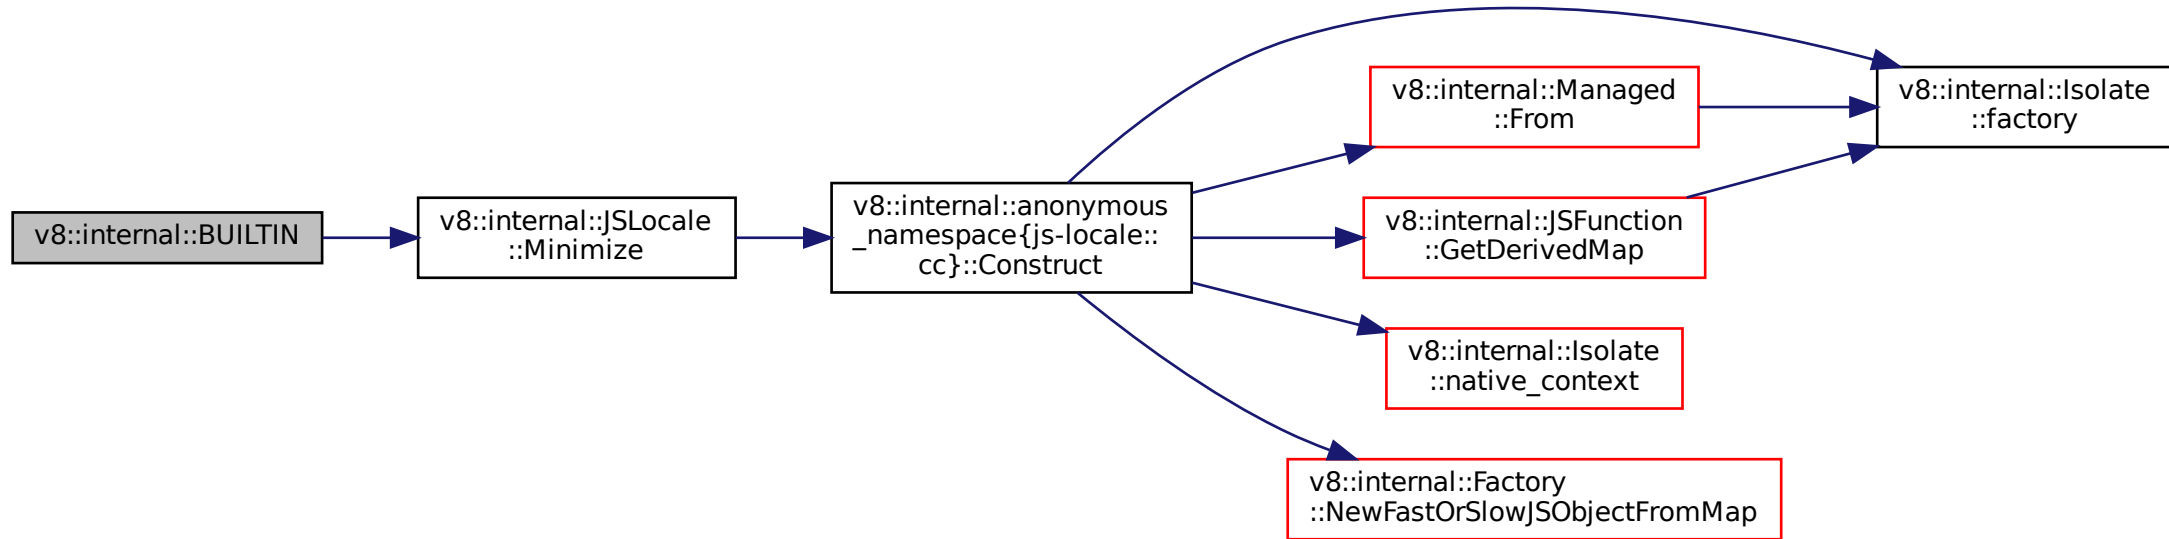 v8::internal::BUILTIN
v8::internal::JSLocale
::Minimize
v8::internal::anonymous
_namespace{js-locale::
cc}::Construct
v8::internal::Managed
::From
v8::internal::JSFunction
::GetDerivedMap
v8::internal::Isolate
::native_context
v8::internal::Factory
::NewFastOrSlowJSObjectFromMap
v8::internal::Isolate
::factory